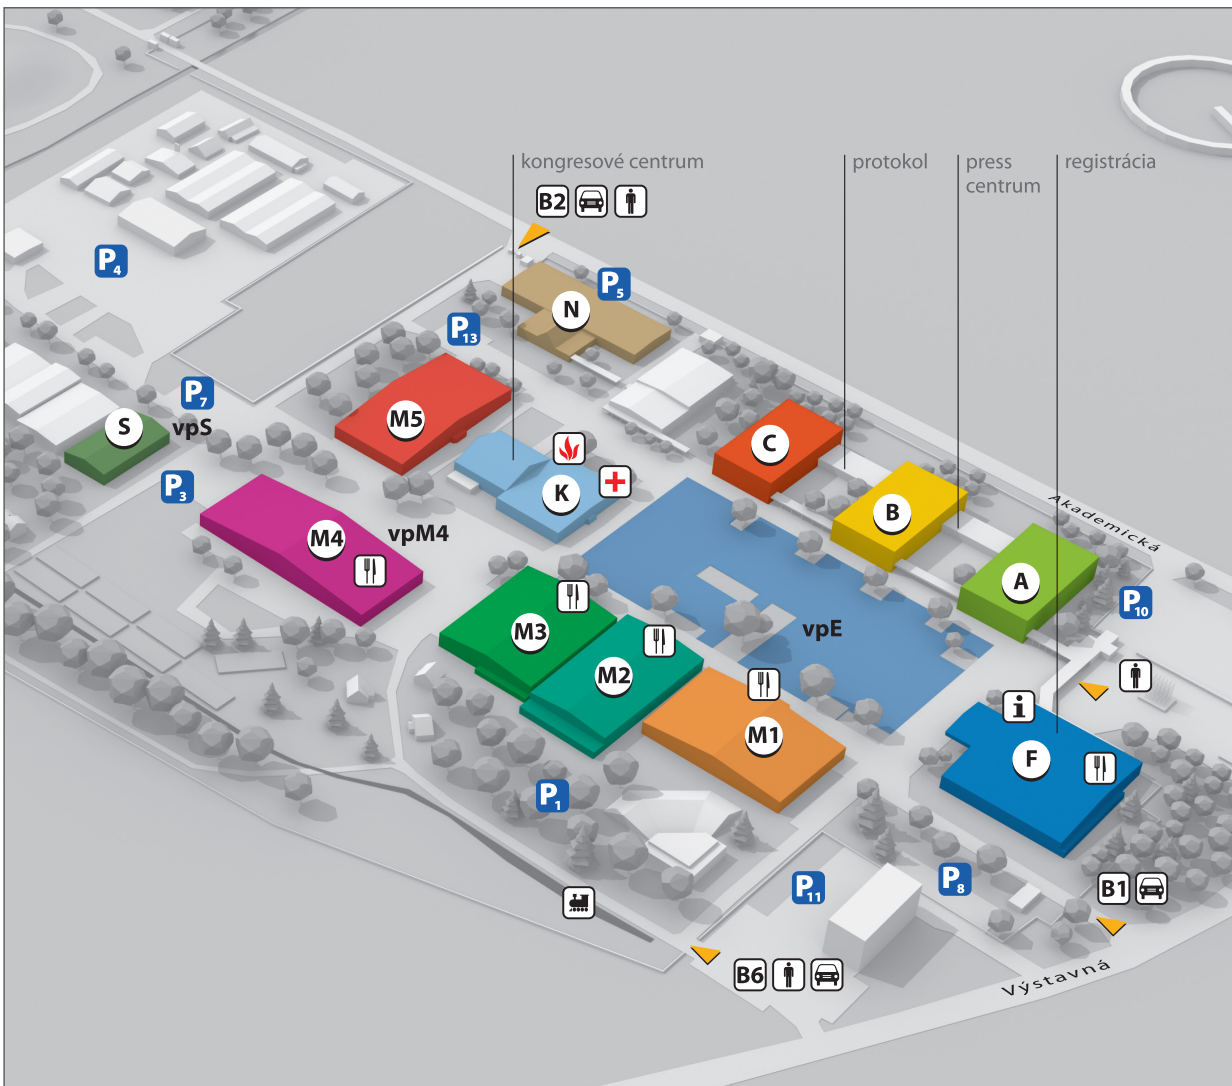 kongresové centrum
protokol
press
centrum
registrácia
B2
P4
P5
N
P13
P7
M5
S
vpS
C
K
P3
B
vpM4
M4
Akademická
A
P10
M3
vpE
M2
M1
F
P1
P8
P11
B1
B6
Výstavná
i